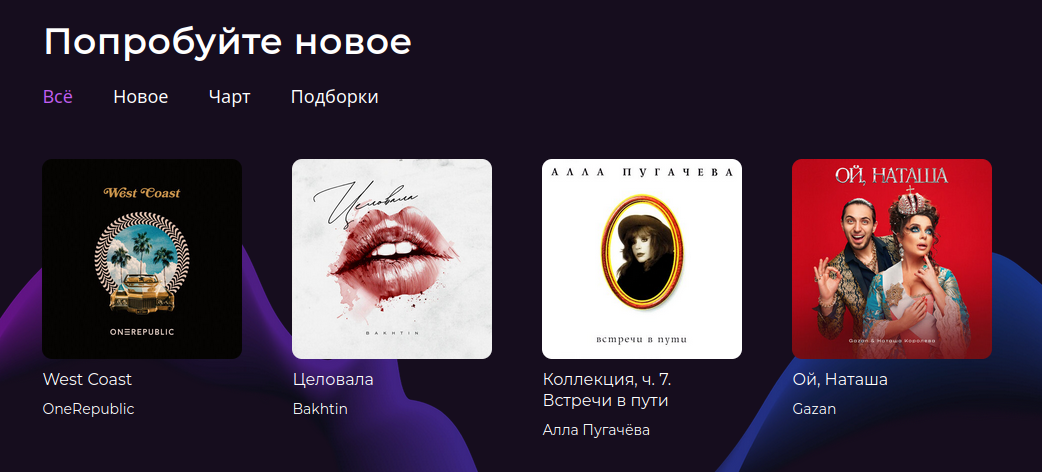 Попробуйте новое
Всё Новое Чарт Подборки
West Coast
ONEREPUBLIC
Целовала
BAKHTIN
АЛЛА ПУГАЧЕВА
встречи в пути
ОЙ, НАТАША
Gazan & Наташа Королёва
West Coast
OneRepublic
Целовала
Bakhtin
Коллекция, ч. 7.
Встречи в пути
Алла Пугачёва
Ой, Наташа
Gazan